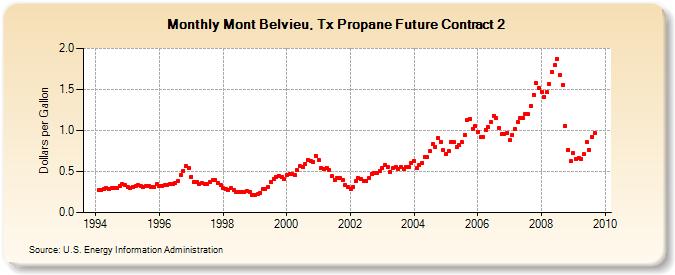 Monthly Mont Belvieu, Tx Propane Future Contract 2
Dollars per Gallon
2.0
1.5
1.0
0.5
0.0
1994 1996 1998 2000 2002 2004 2006 2008 2010
Source: U.S. Energy Information Administration